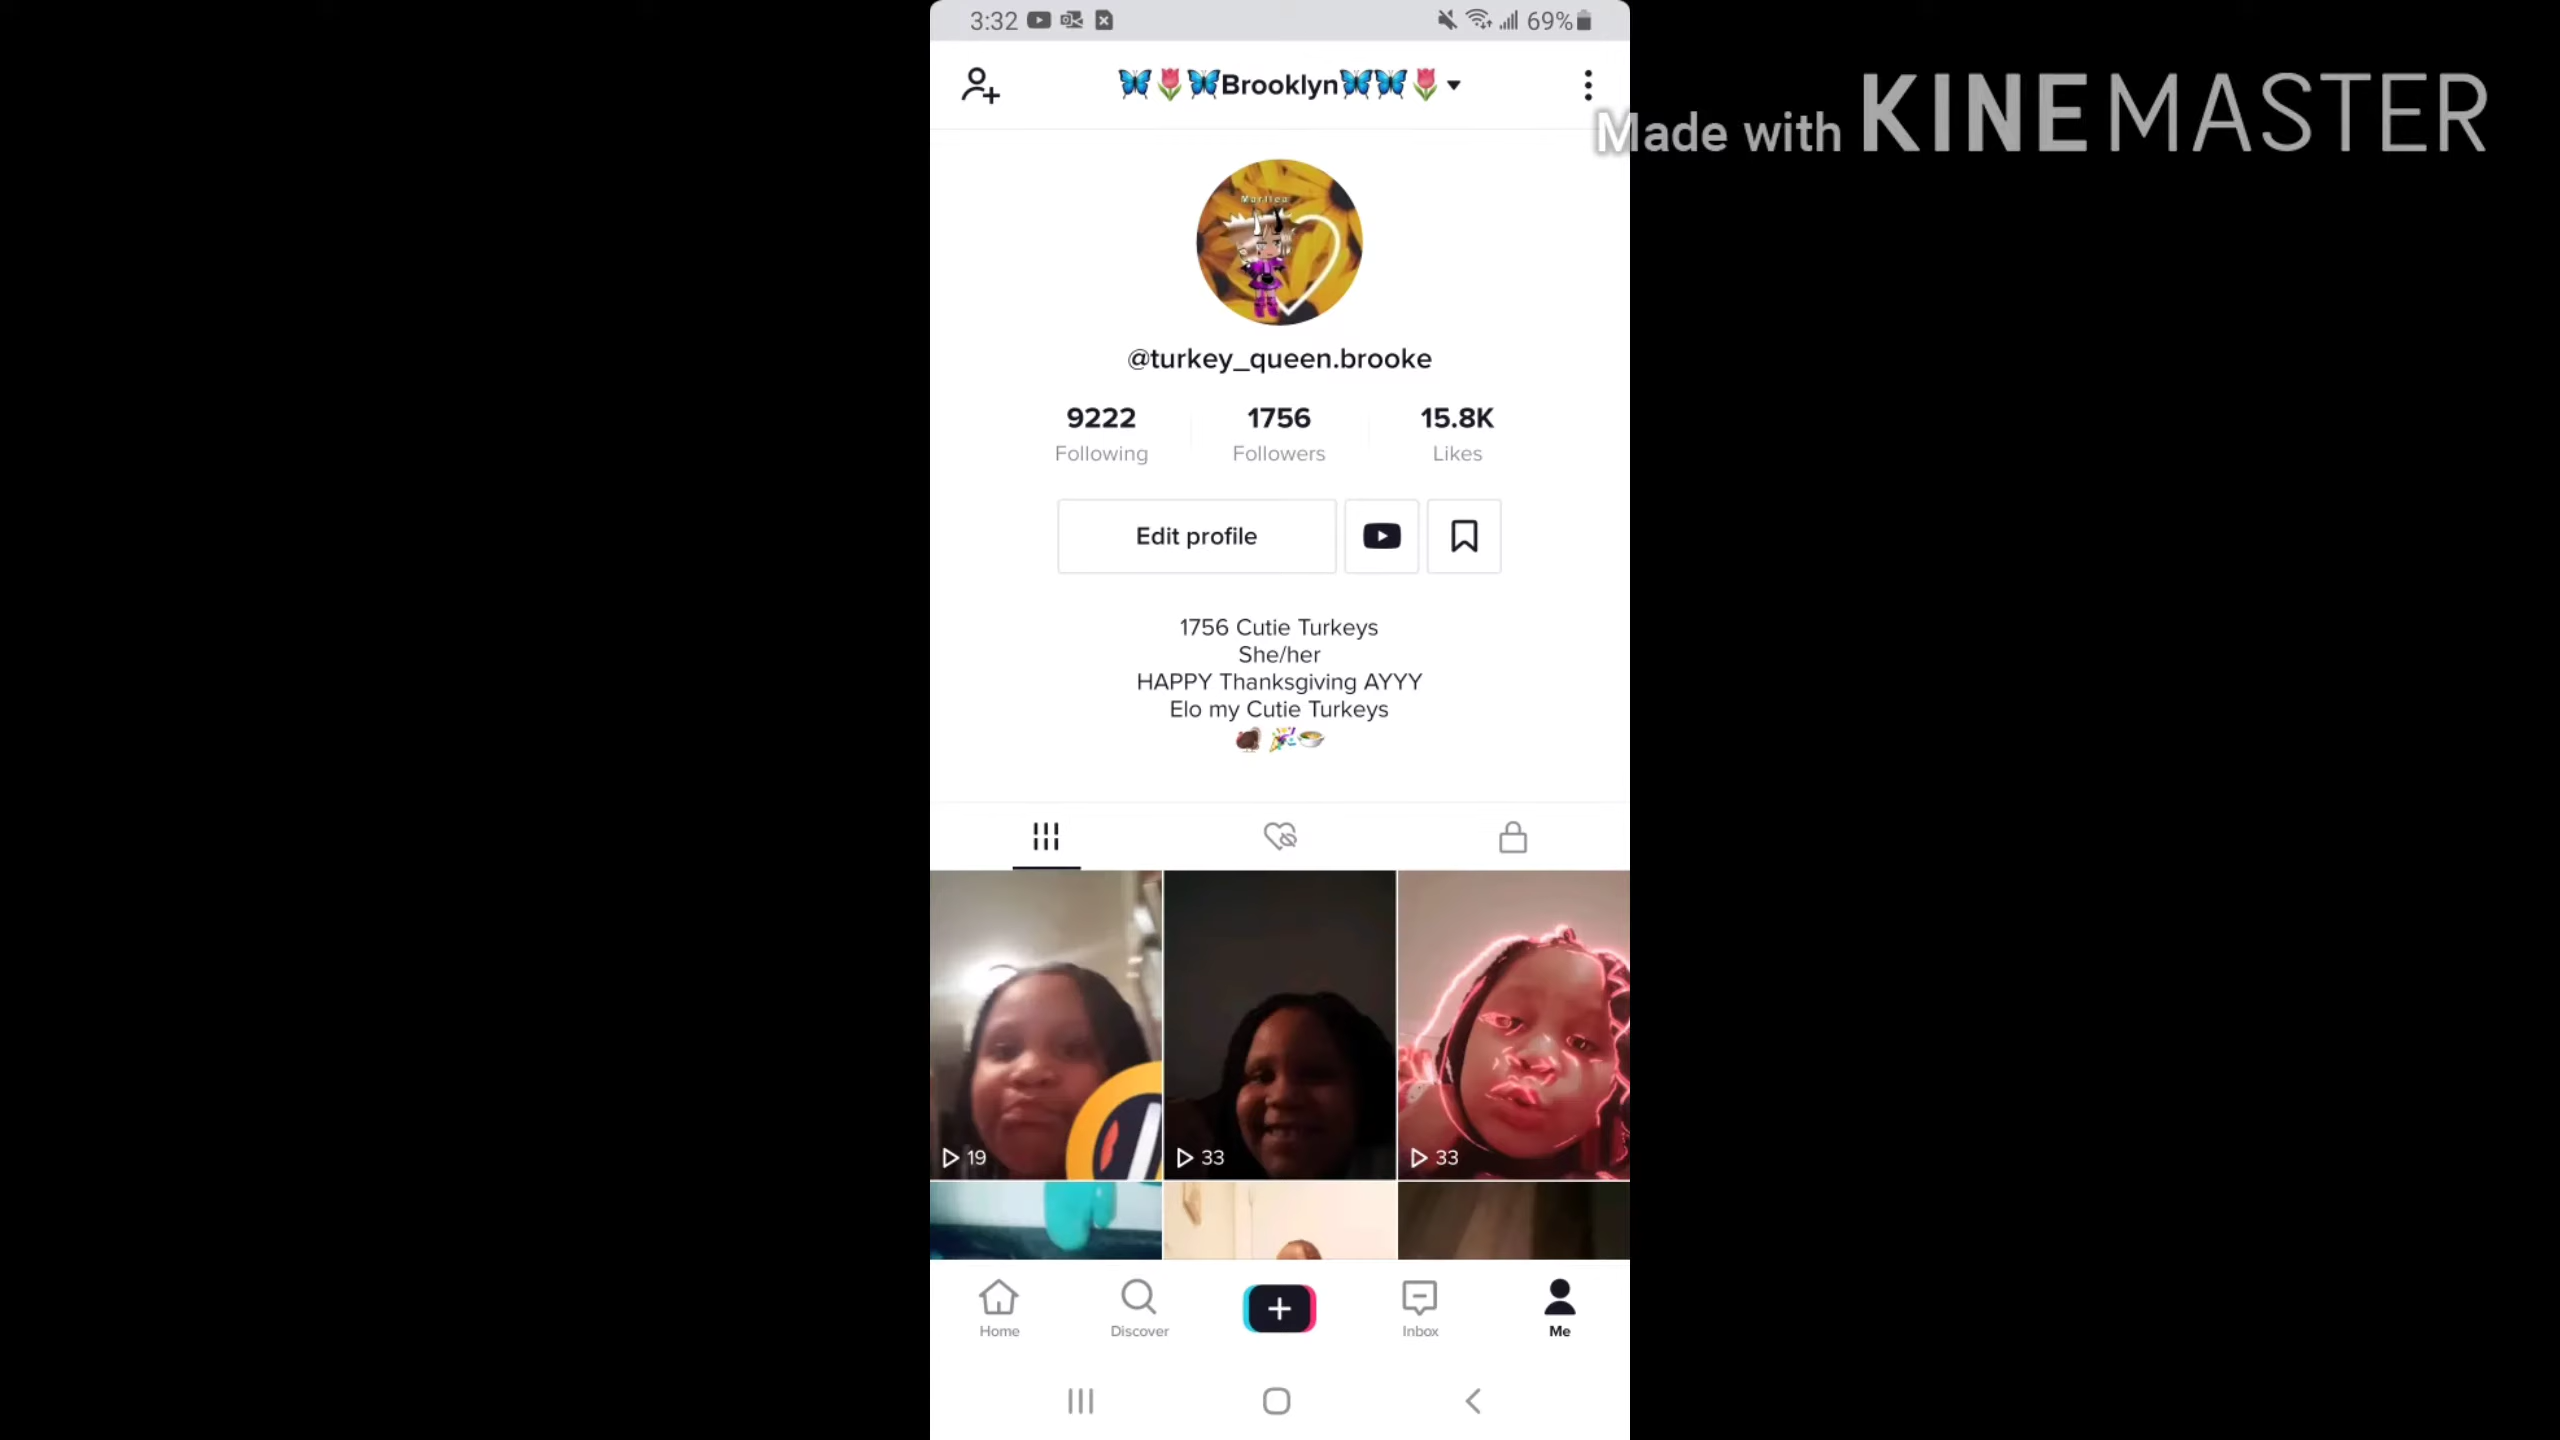 3:32
69%
🦋🌷🦋Brooklyn🦋🦋🌷
Made with KINEMASTER
Marliea
@turkey_queen.brooke
9222 1756 15.8K
Following Followers Likes
Edit profile
1756 Cutie Turkeys
She/her
HAPPY Thanksgiving AYYY
Elo my Cutie Turkeys
🦃 🎉🍲
19 33 33
Home Discover Inbox Me